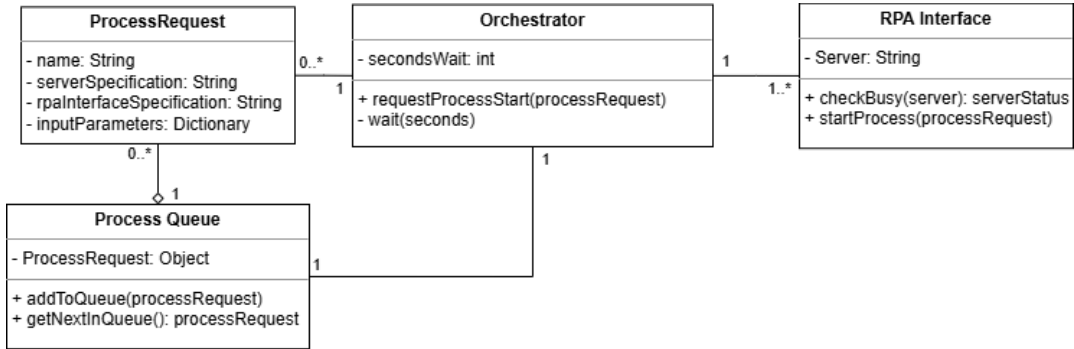 ProcessRequest
- name: String
- serverSpecification: String
- rpaInterfaceSpecification: String
- inputParameters: Dictionary
0..*
1
Orchestrator
- secondsWait: int
+ requestProcessStart(processRequest)
- wait(seconds)
1
1..*
RPA Interface
- Server: String
+ checkBusy(server): serverStatus
+ startProcess(processRequest)
0..*
1
1
Process Queue
- ProcessRequest: Object
+ addToQueue(processRequest)
+ getNextInQueue(): processRequest
1